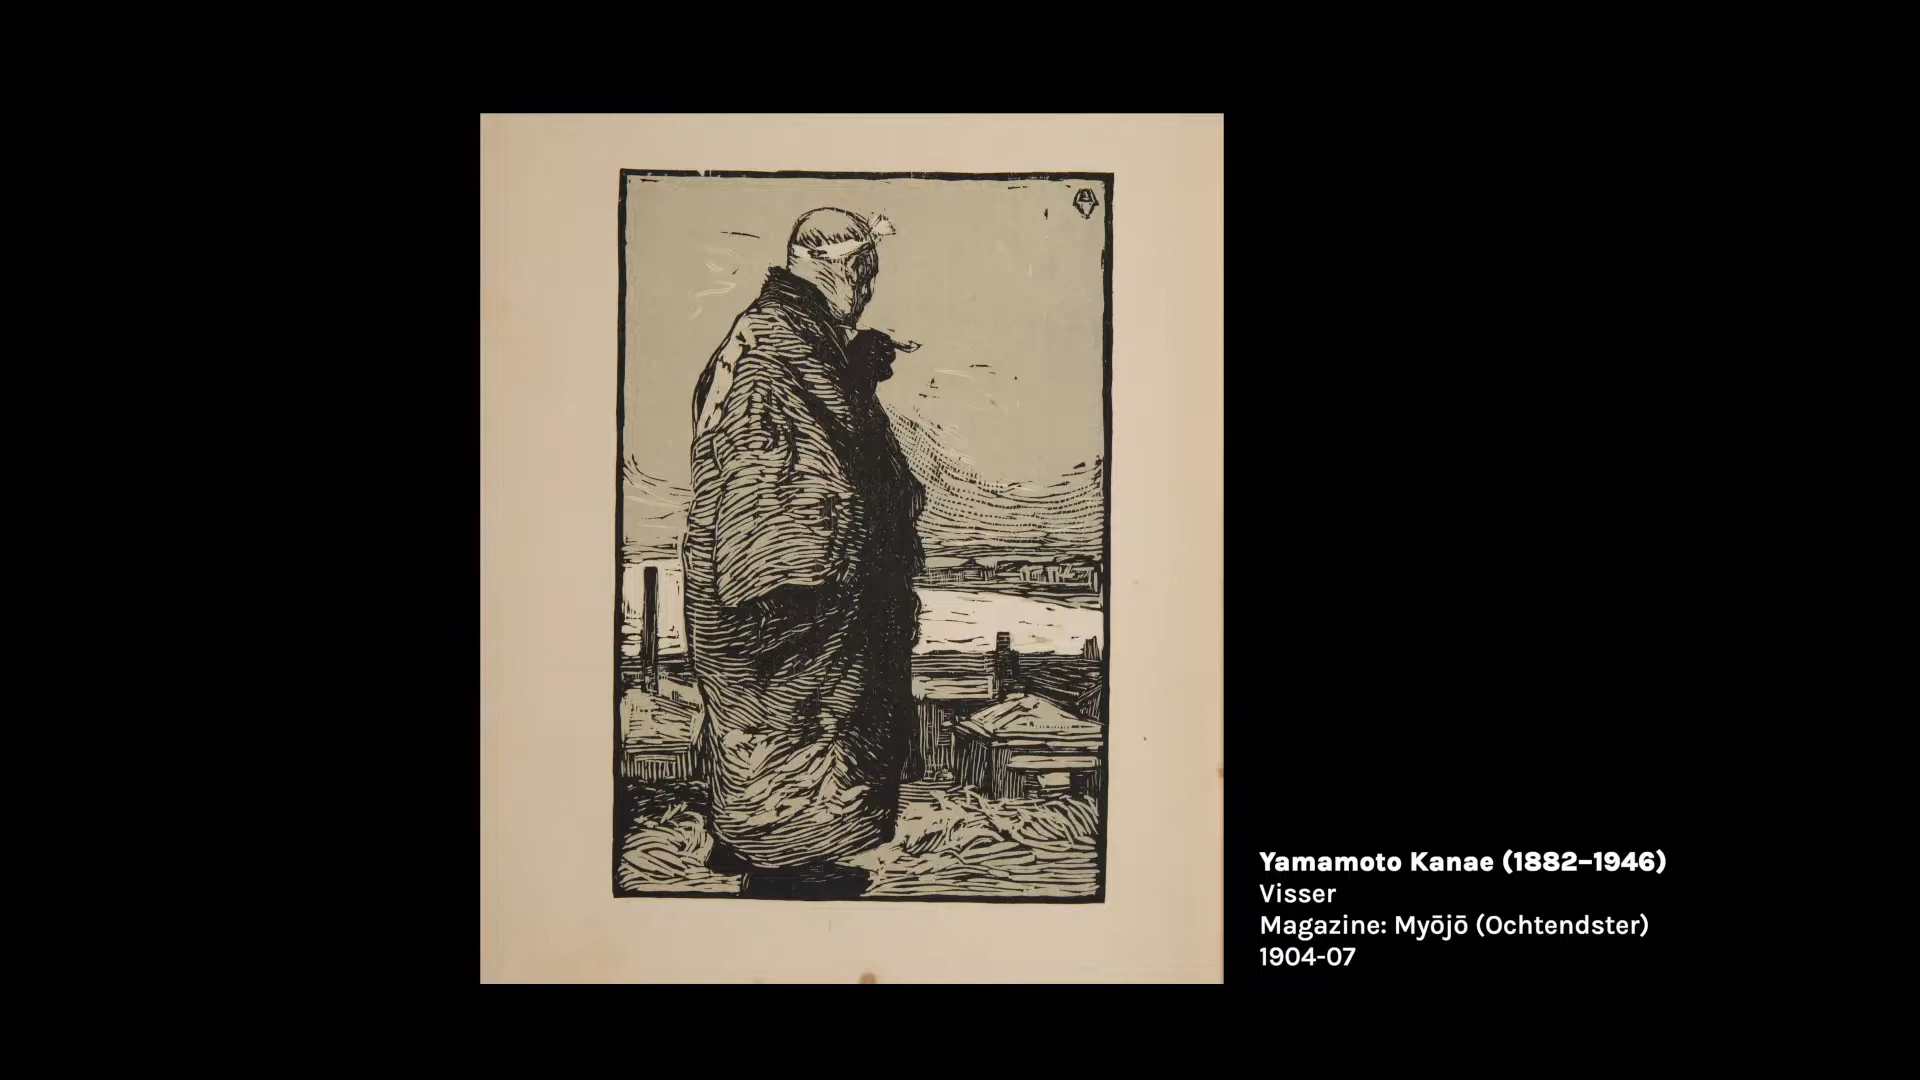 Yamamoto Kanae (1882–1946)
Visser
Magazine: Myōjō (Ochtendster)
1904-07